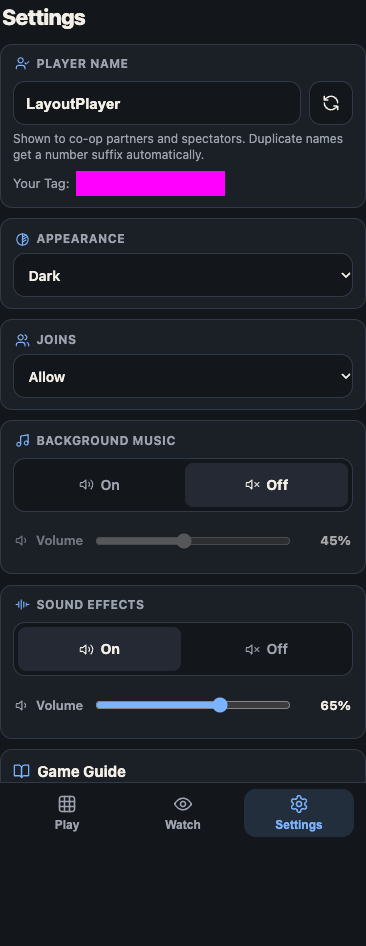 Settings
PLAYER NAME
LayoutPlayer
Shown to co-op partners and spectators. Duplicate names
get a number suffix automatically.
Your Tag:
APPEARANCE
Dark
JOINS
Allow
BACKGROUND MUSIC
On Off
Volume 45%
SOUND EFFECTS
On Off
Volume 65%
Game Guide
Play Watch Settings